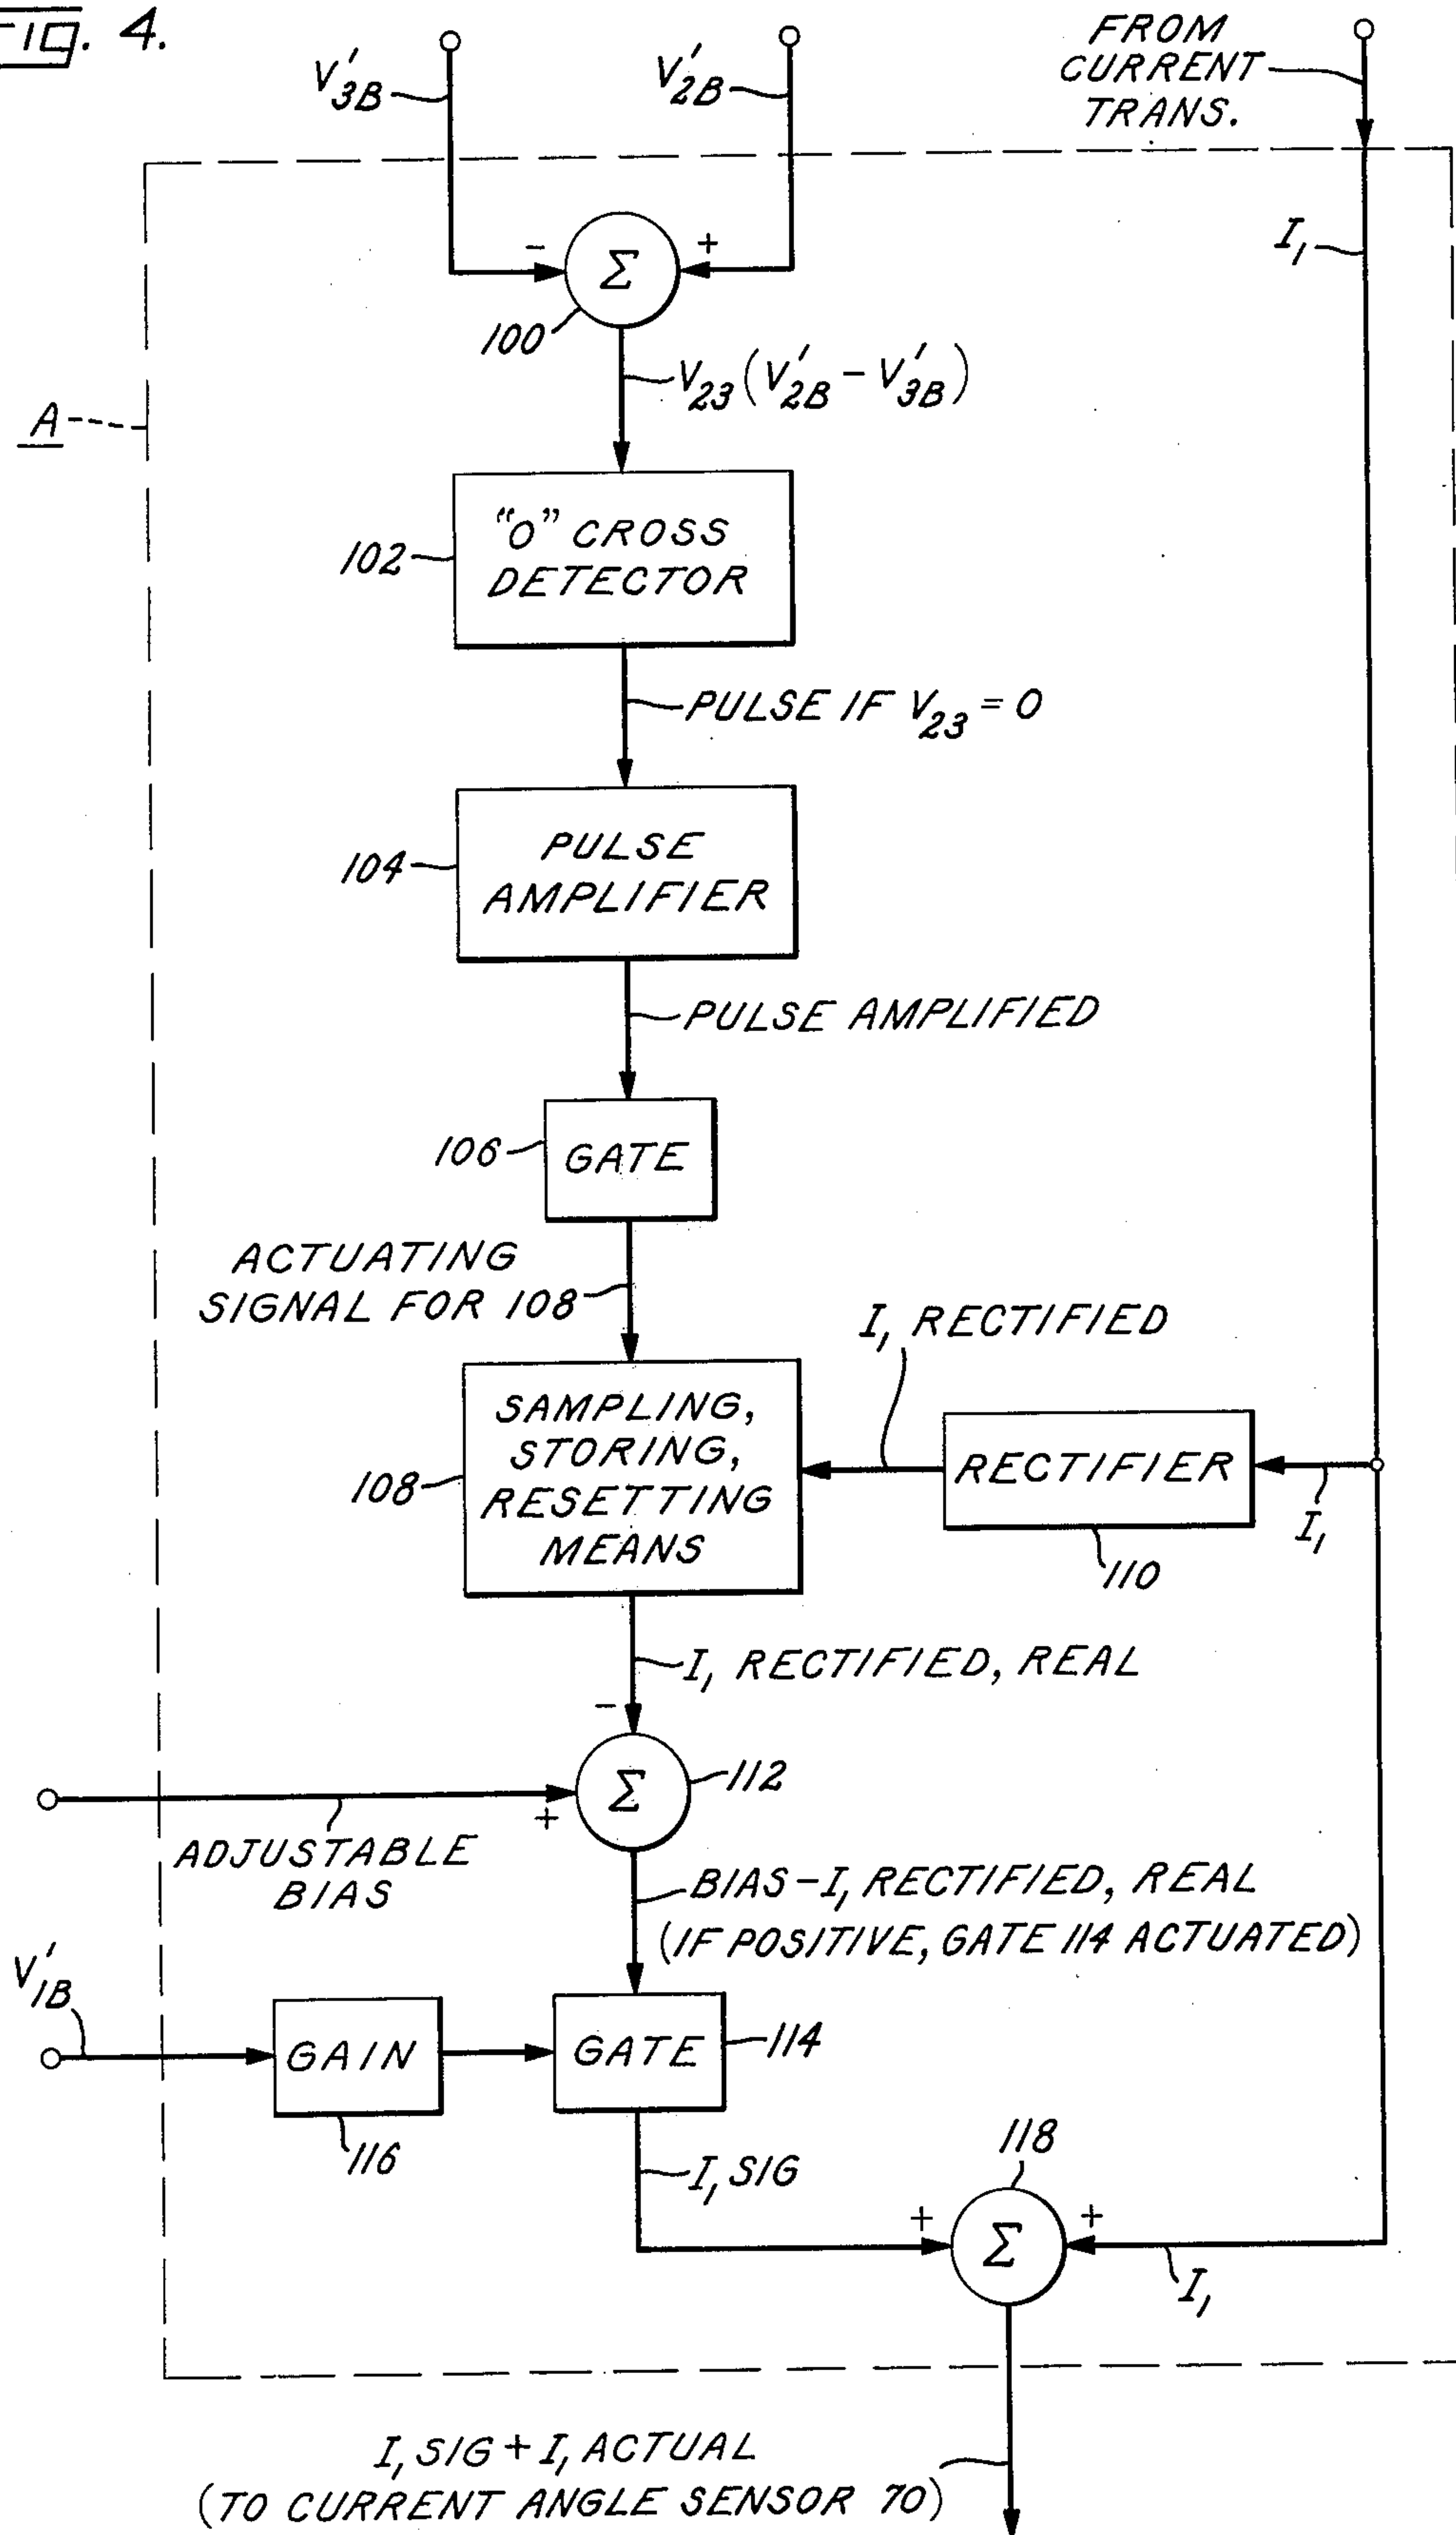 FIG. 4.
V'3B
V'2B
FROM
CURRENT
TRANS.
I1
-
Σ
+
100
V23 (V'2B - V'3B)
A
"O" CROSS
DETECTOR
102
PULSE IF V23 = 0
PULSE
AMPLIFIER
104
PULSE AMPLIFIED
106
GATE
ACTUATING
SIGNAL FOR 108
I1 RECTIFIED
SAMPLING,
STORING,
RESETTING
MEANS
108
RECTIFIER
I1
110
I1 RECTIFIED, REAL
-
Σ
112
+
ADJUSTABLE
BIAS
BIAS - I1 RECTIFIED, REAL
(IF POSITIVE, GATE 114 ACTUATED)
V'1B
GAIN
GATE
114
116
I1 SIG
118
+
Σ
+
I1
I1 SIG + I1 ACTUAL
(TO CURRENT ANGLE SENSOR 70)